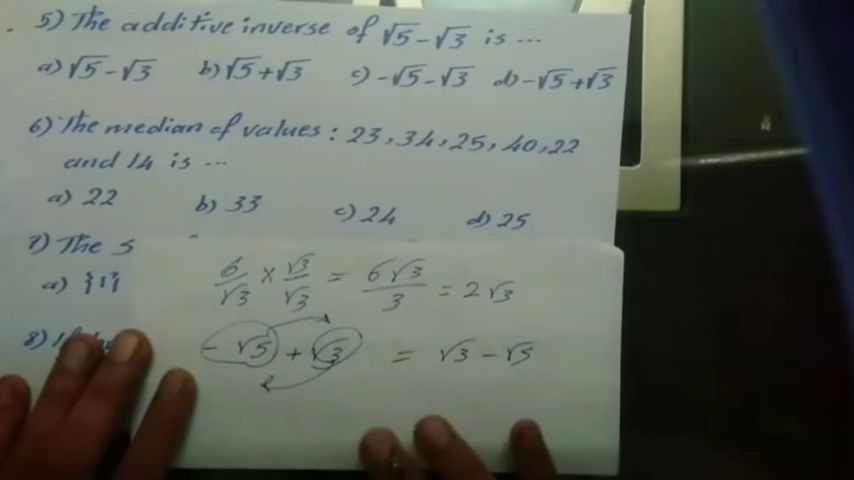 5) The additive inverse of √5-√3 is ...
a) √5-√3 b) √5+√3 c) -√5-√3 d) -√5+√3
6) The median of values: 23, 34, 25, 40, 22
and 14 is ...
a) 22 b) 33 c) 24 d) 25
7) The S
a) {1}
8) If
6/√3 × √3/√3 = 6√3/3 = 2√3
-√5 + √3 = √3 - √5